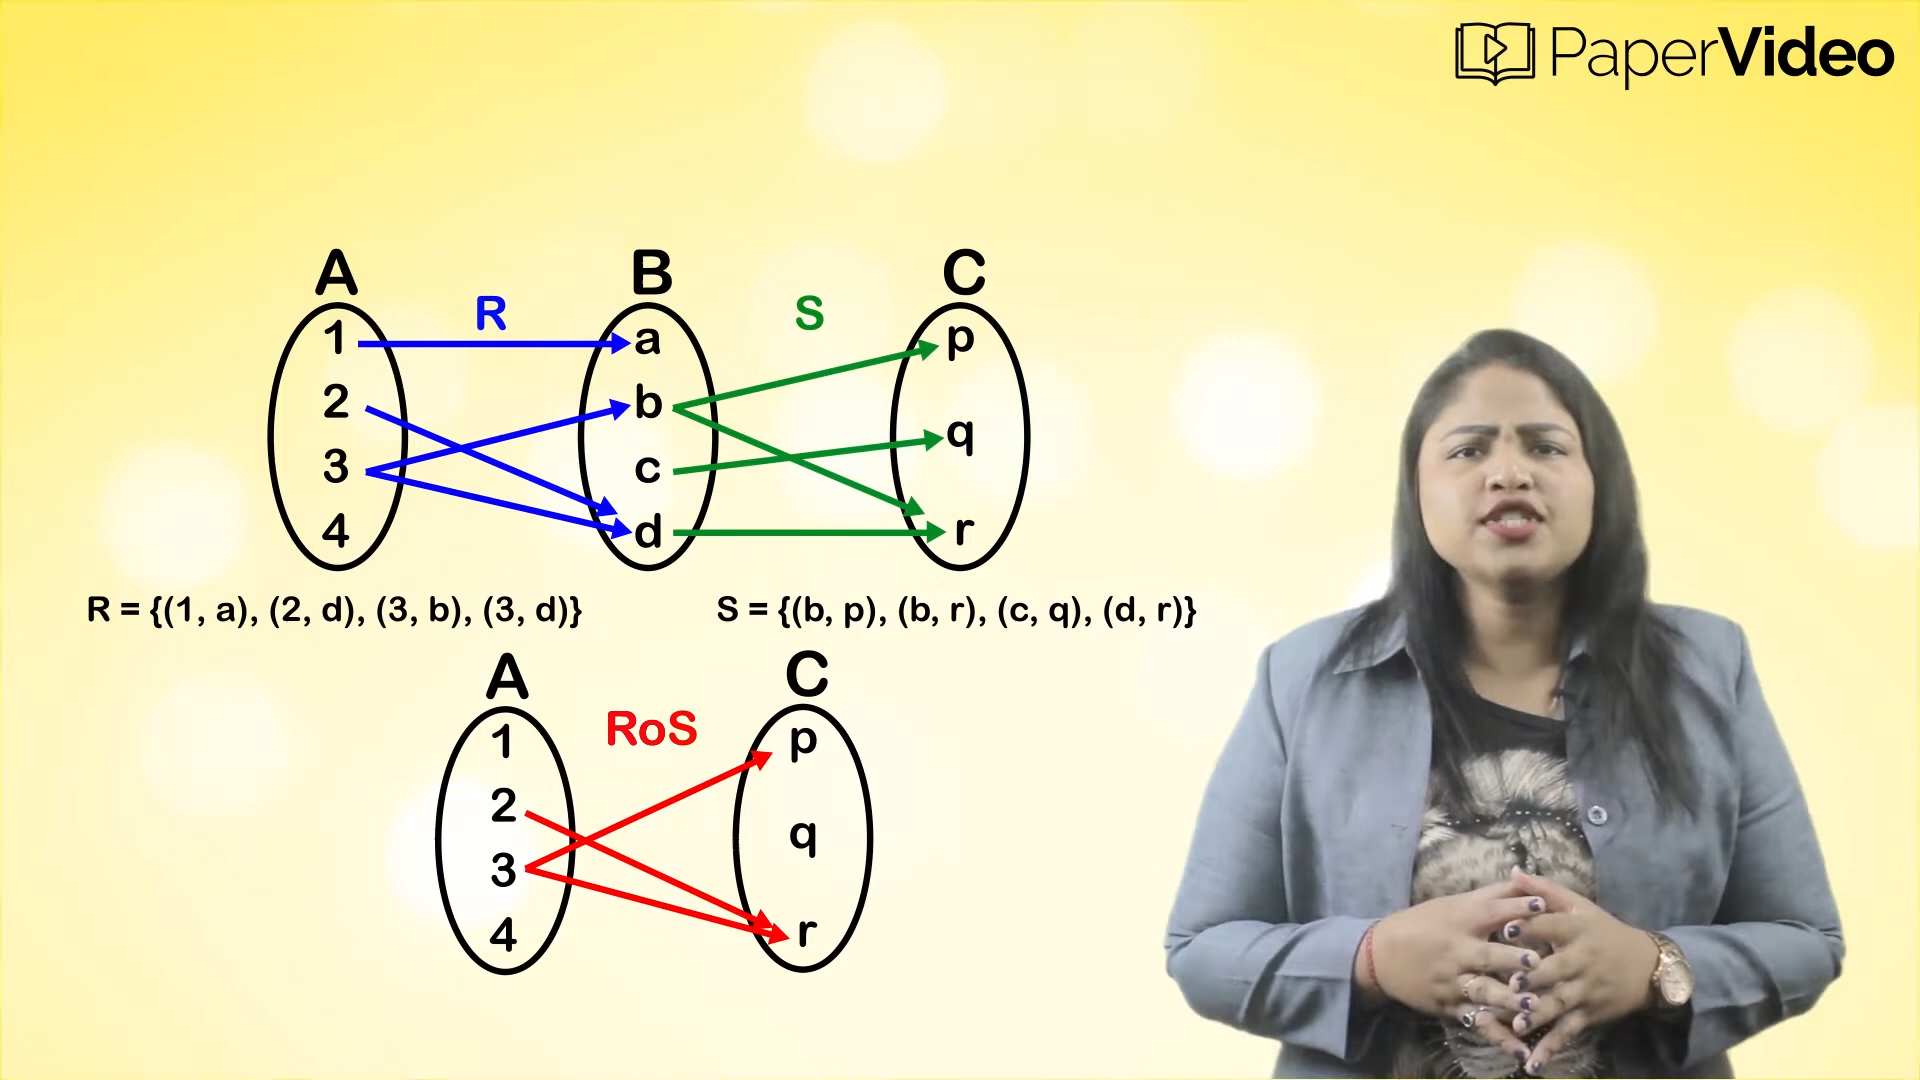 PaperVideo
A B C
R S
1 a p
2 b q
3 c r
4 d
R = {(1, a), (2, d), (3, b), (3, d)} S = {(b, p), (b, r), (c, q), (d, r)}
A C
RoS
1 p
2 q
3 r
4